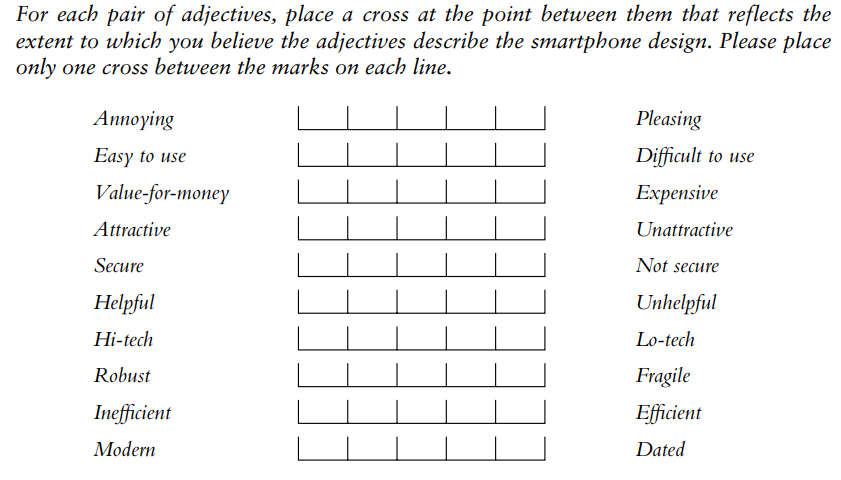 For each pair of adjectives, place a cross at the point between them that reflects the
extent to which you believe the adjectives describe the smartphone design. Please place
only one cross between the marks on each line.
Annoying Pleasing
Easy to use Difficult to use
Value-for-money Expensive
Attractive Unattractive
Secure Not secure
Helpful Unhelpful
Hi-tech Lo-tech
Robust Fragile
Inefficient Efficient
Modern Dated